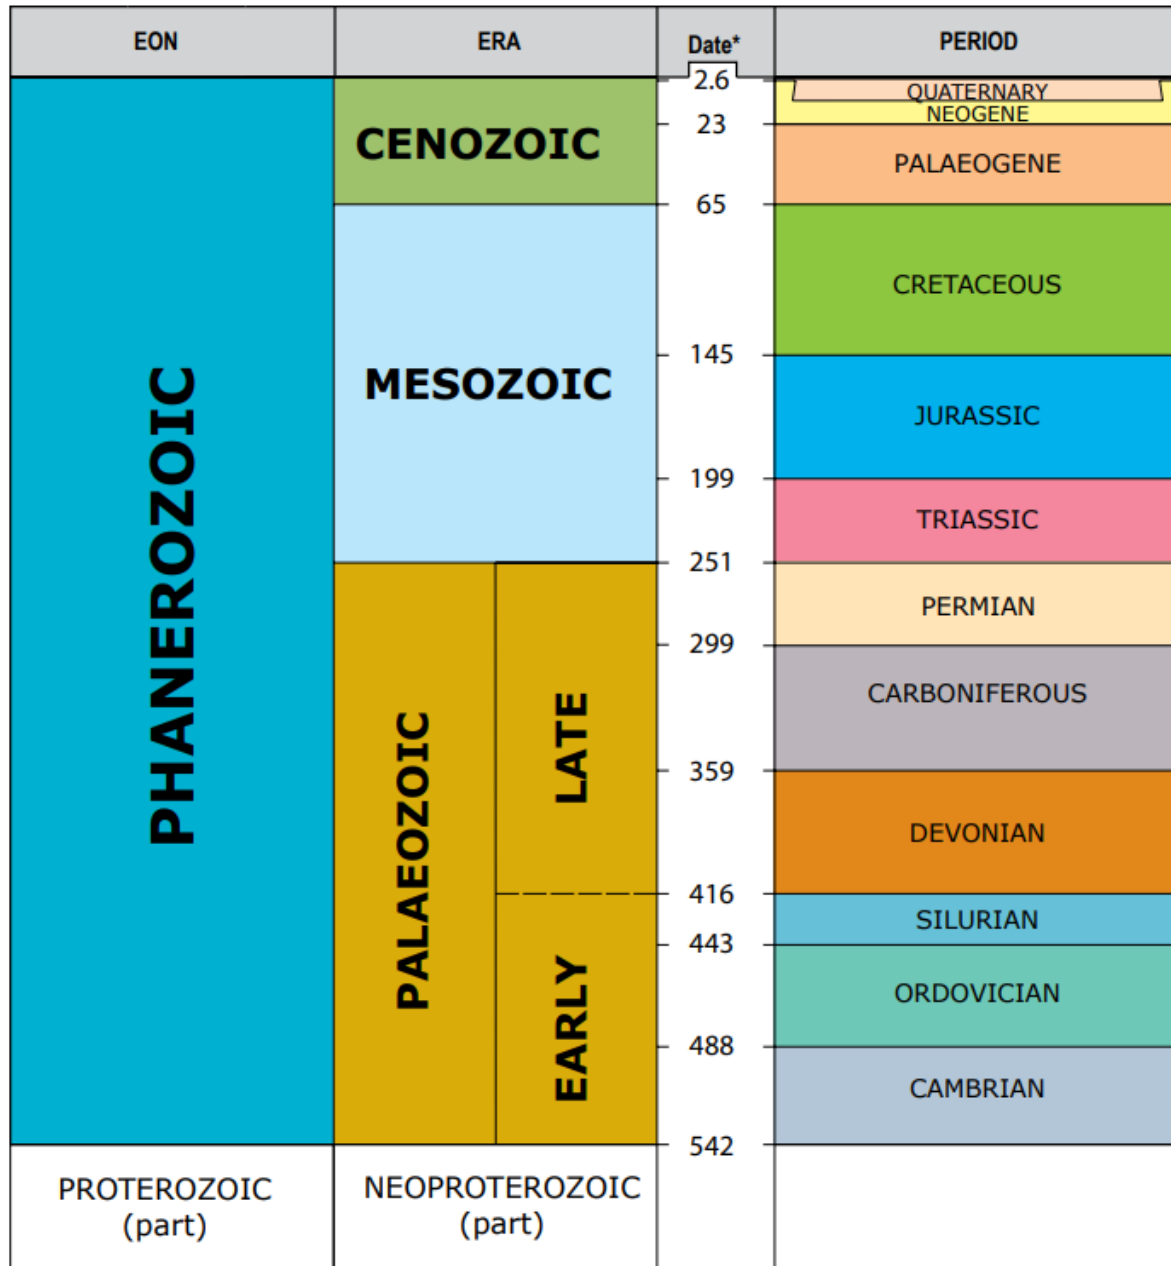 EON
ERA
Date*
PERIOD
PHANEROZOIC
CENOZOIC
MESOZOIC
PALAEOZOIC
LATE
EARLY
2.6
23
65
145
199
251
299
359
416
443
488
542
QUATERNARY
NEOGENE
PALAEOGENE
CRETACEOUS
JURASSIC
TRIASSIC
PERMIAN
CARBONIFEROUS
DEVONIAN
SILURIAN
ORDOVICIAN
CAMBRIAN
PROTEROZOIC
(part)
NEOPROTEROZOIC
(part)